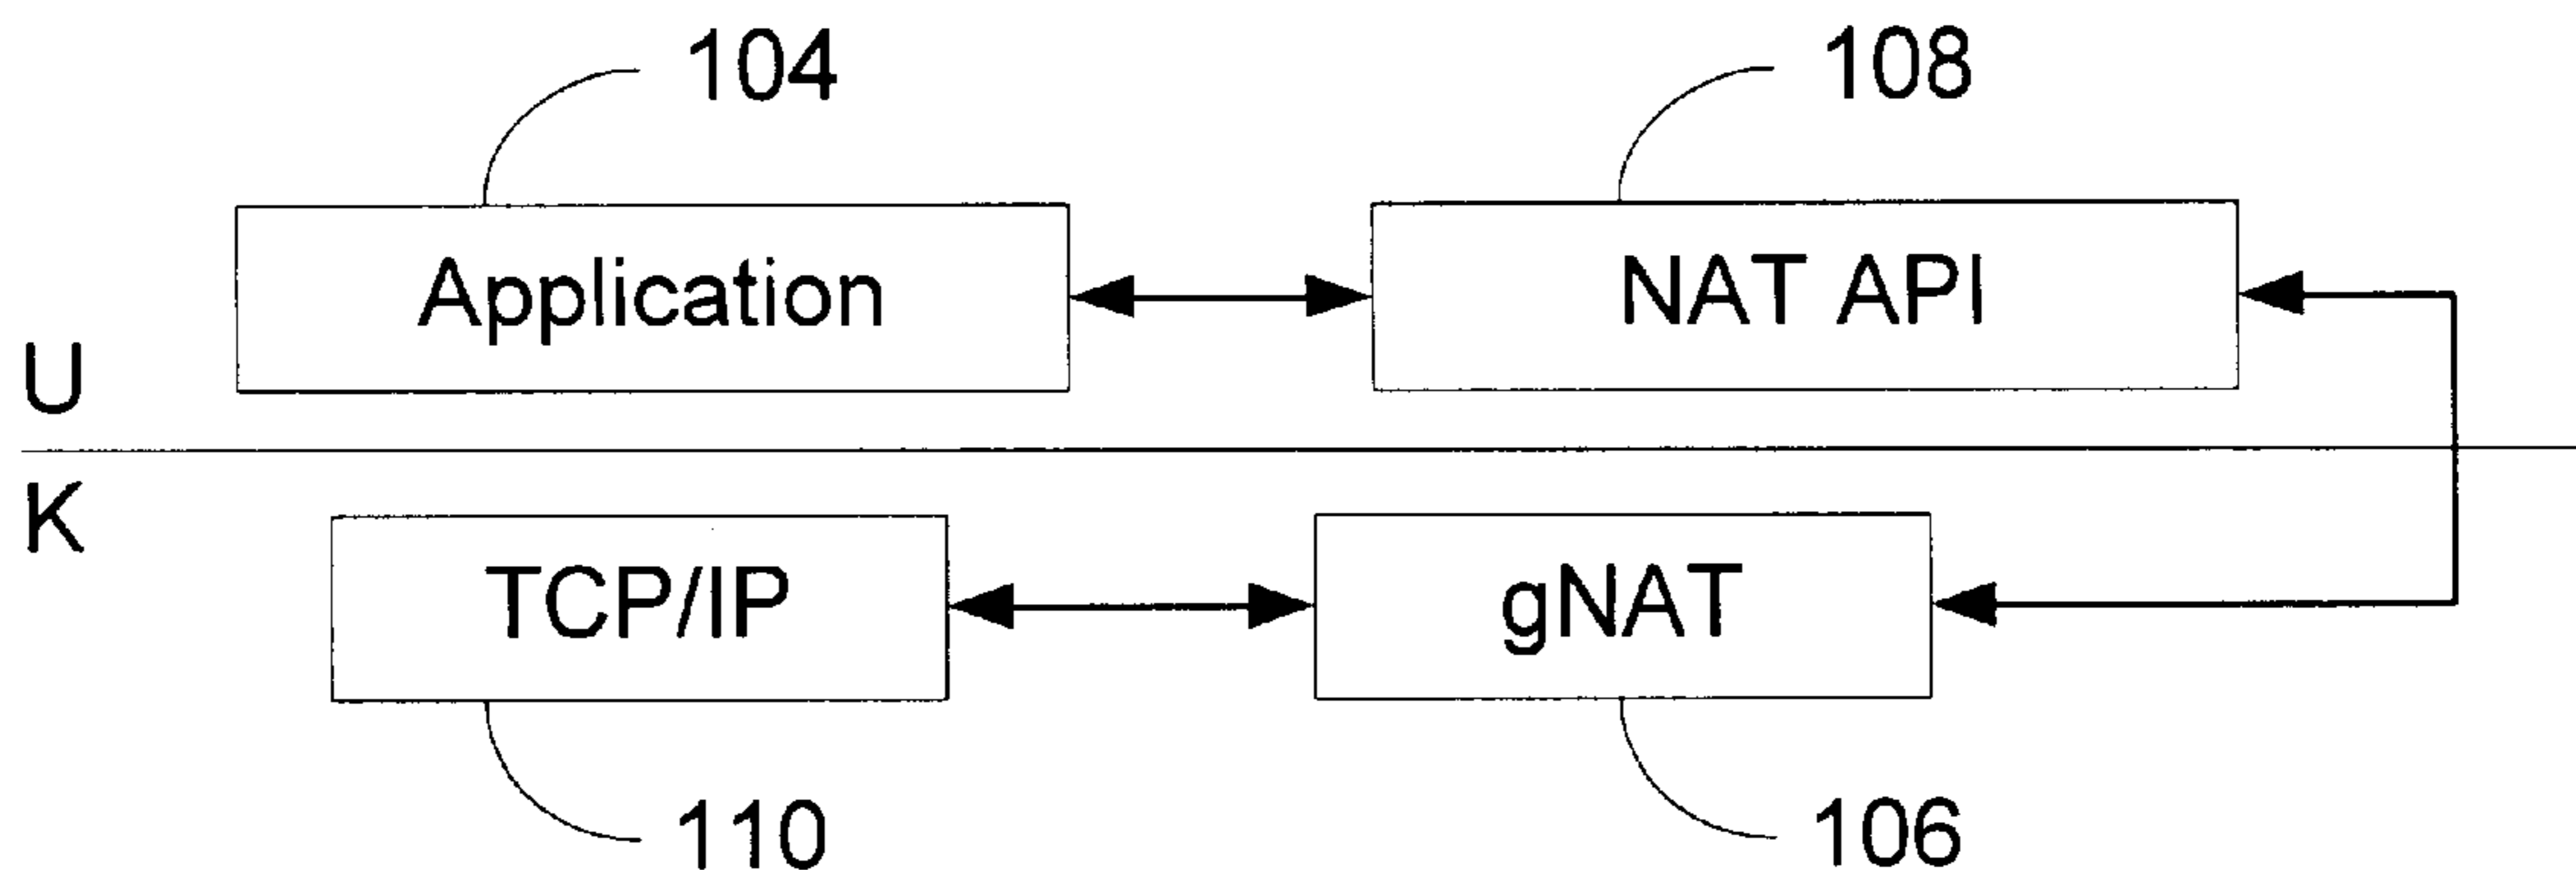 104 108
Application NAT API
U
K
TCP/IP gNAT
110 106